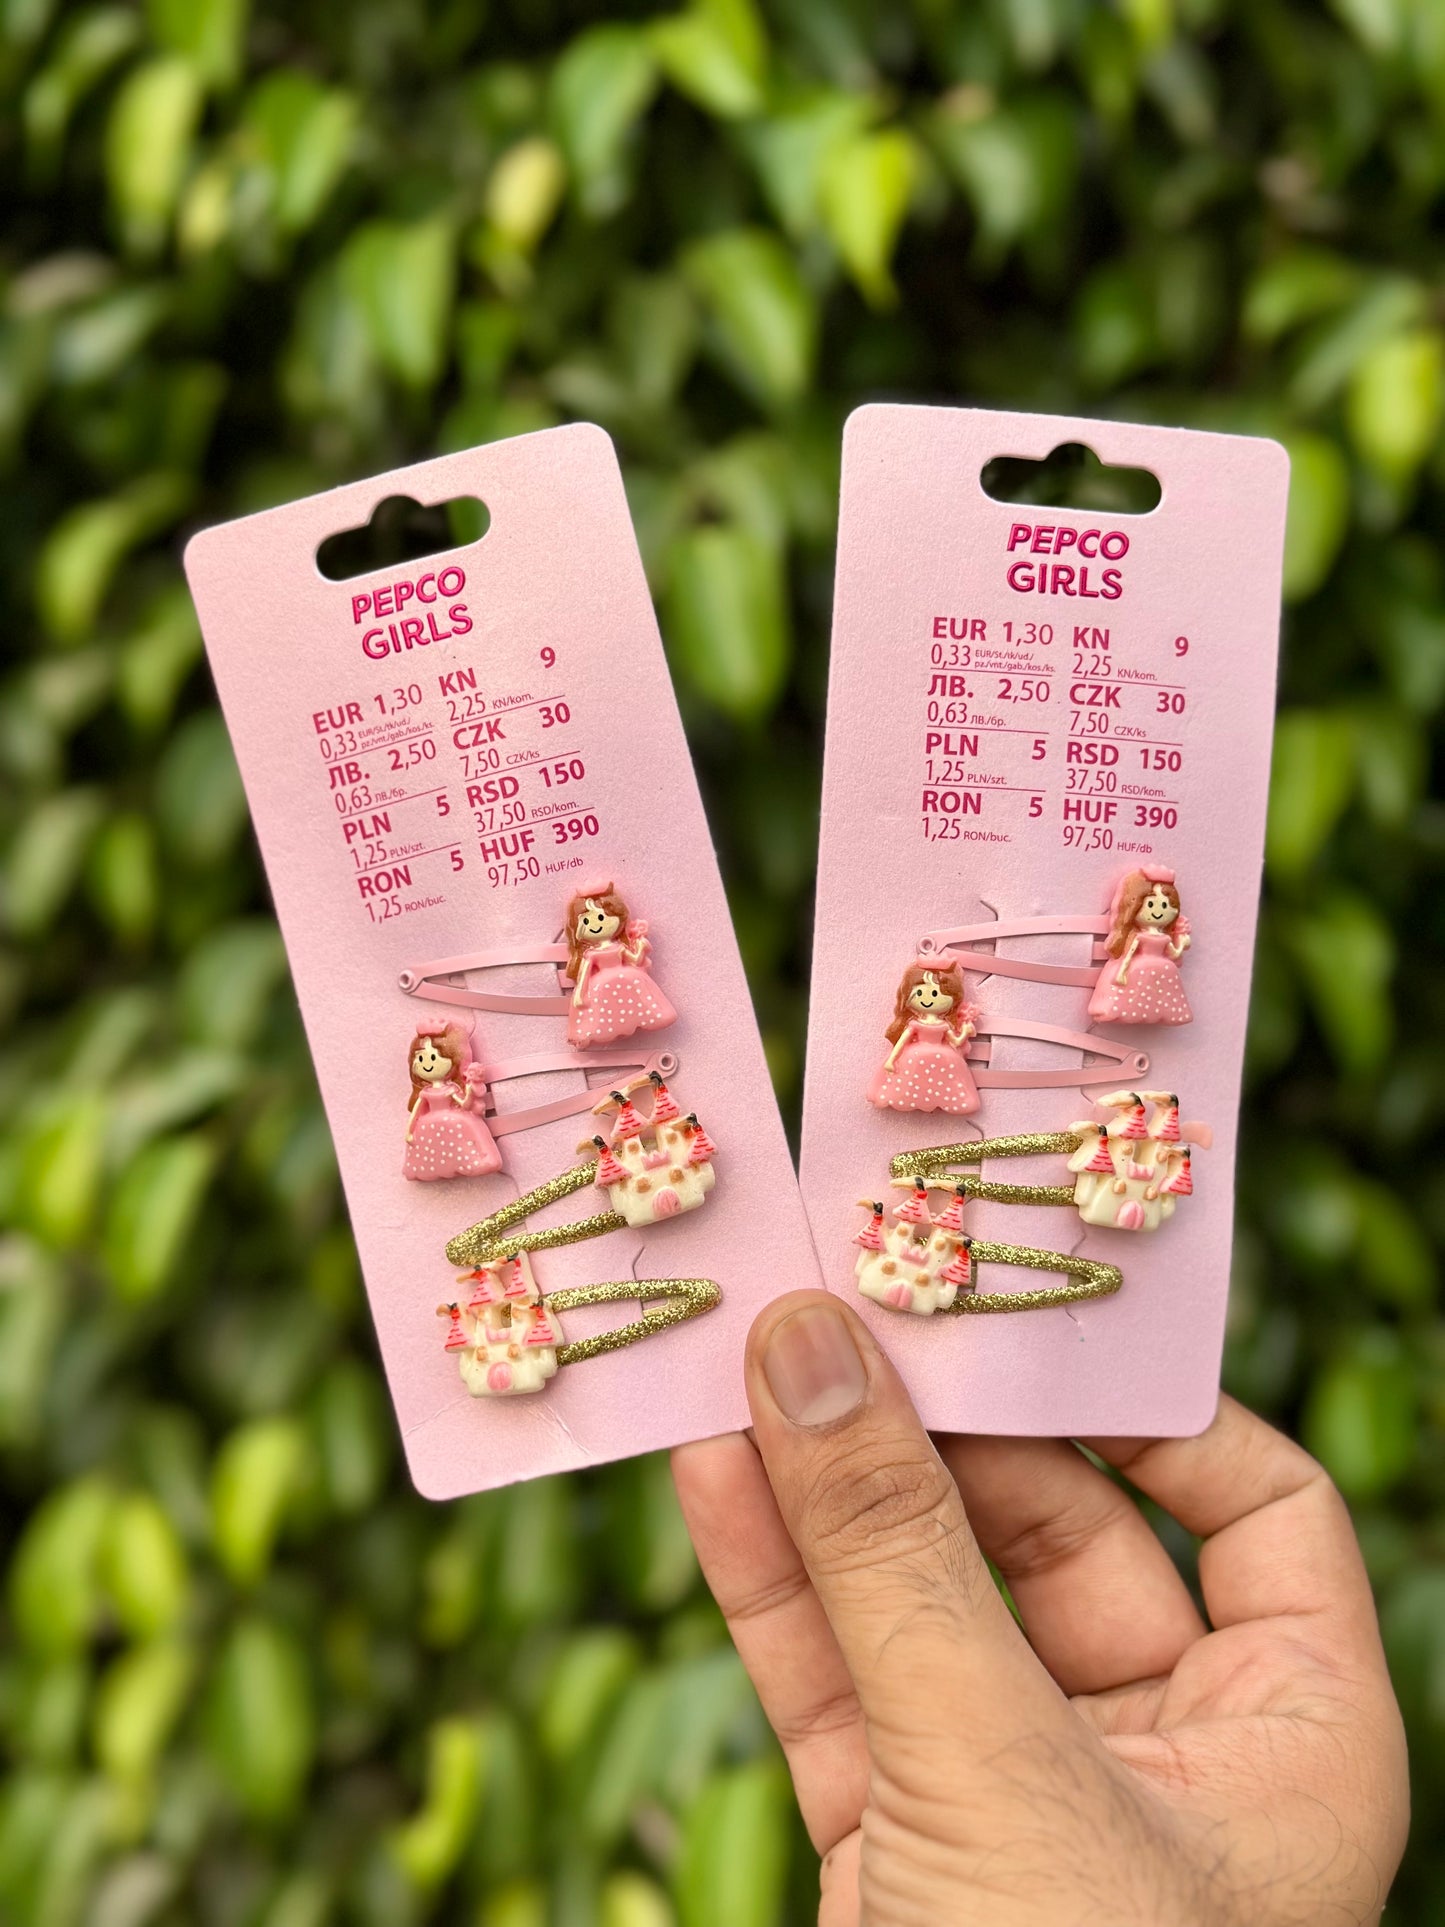 PEPCO
GIRLS
EUR 1,30 KN 9
0,33 EUR/St./tk/ud./ pz./vnt./gab./kos./ks. 2,25 KN/kom.
ЛВ. 2,50 CZK 30
0,63 ЛВ./бр. 7,50 CZK/ks
PLN 5 RSD 150
1,25 PLN/szt. 37,50 RSD/kom.
RON 5 HUF 390
1,25 RON/buc. 97,50 HUF/db
PEPCO
GIRLS
EUR 1,30 KN 9
0,33 EUR/St./tk/ud./ pz./vnt./gab./kos./ks. 2,25 KN/kom.
ЛВ. 2,50 CZK 30
0,63 ЛВ./бр. 7,50 CZK/ks
PLN 5 RSD 150
1,25 PLN/szt. 37,50 RSD/kom.
RON 5 HUF 390
1,25 RON/buc. 97,50 HUF/db